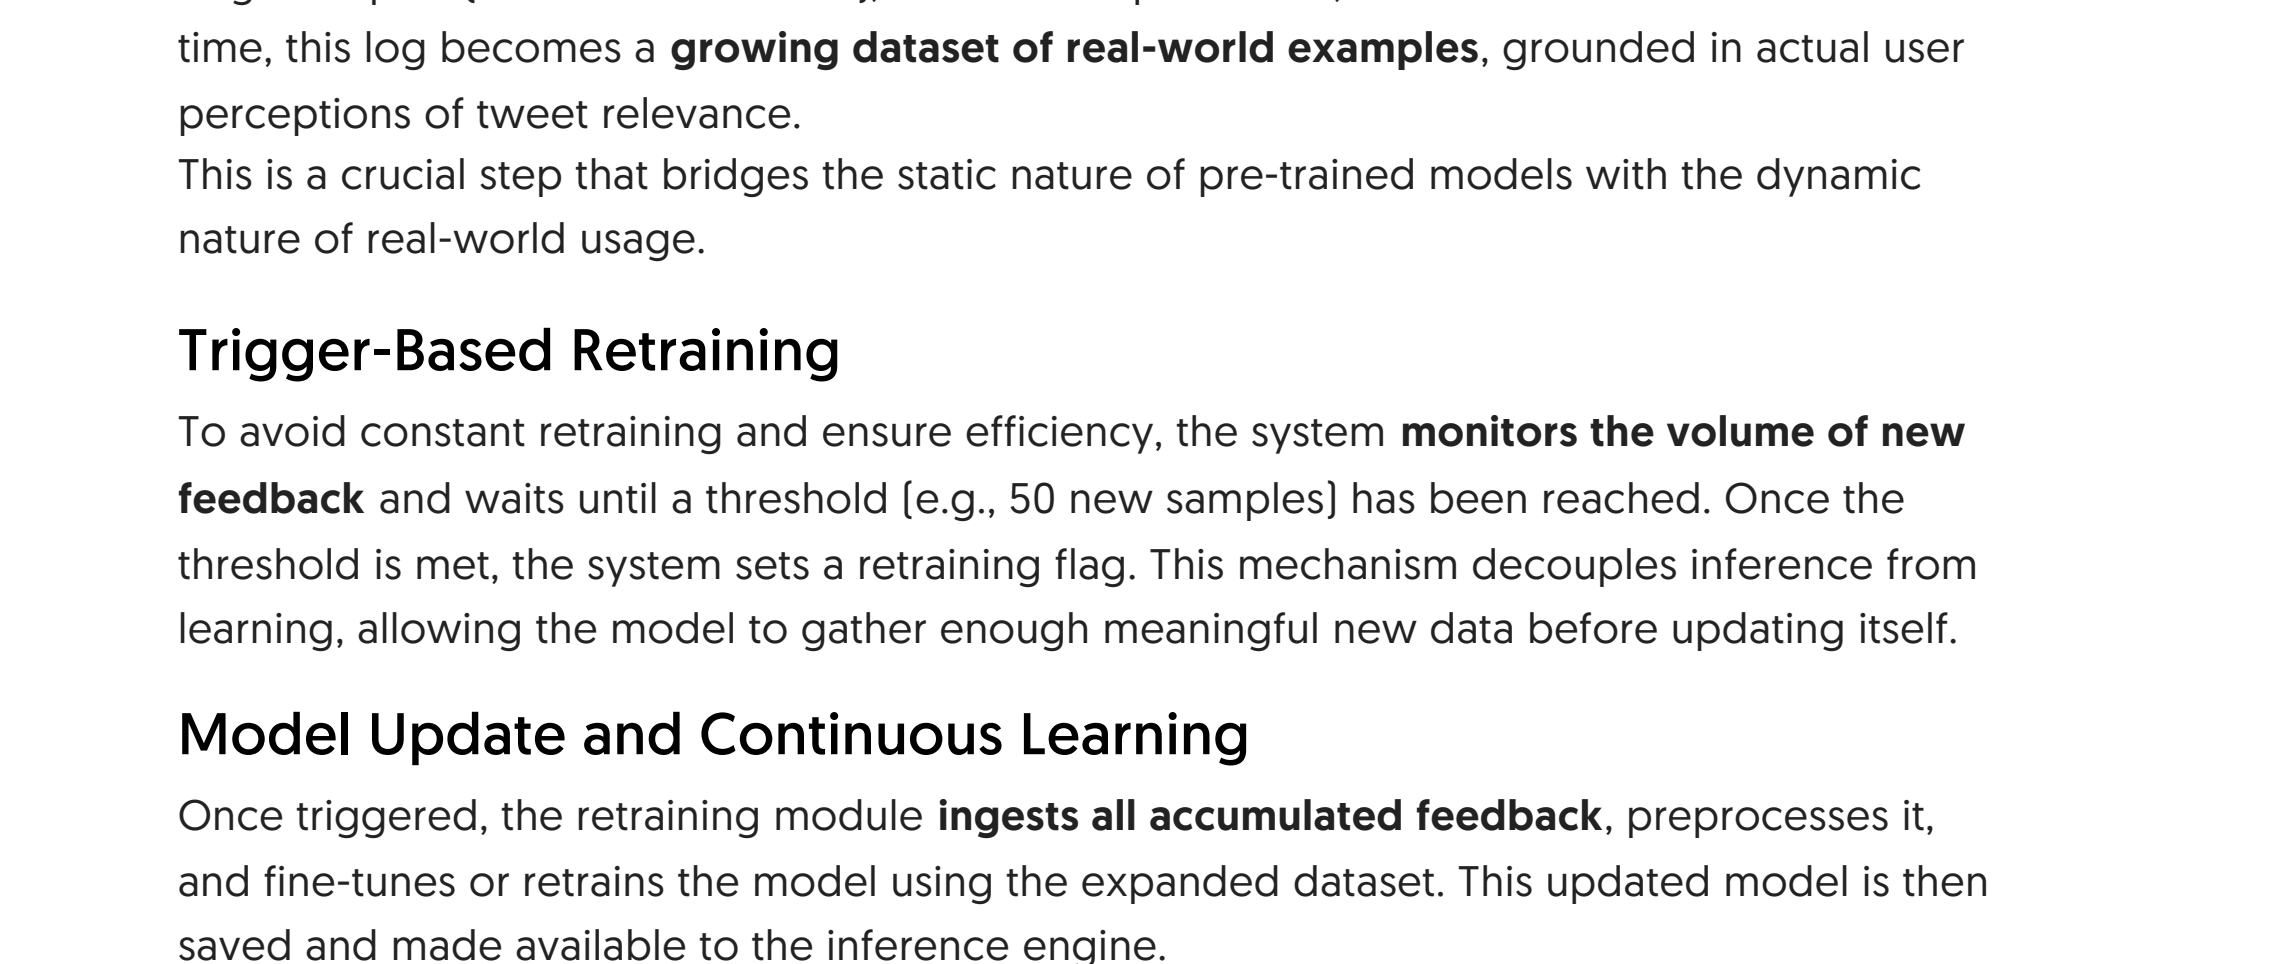 time, this log becomes a growing dataset of real-world examples, grounded in actual user
perceptions of tweet relevance.
This is a crucial step that bridges the static nature of pre-trained models with the dynamic
nature of real-world usage.
Trigger-Based Retraining
To avoid constant retraining and ensure efficiency, the system monitors the volume of new
feedback and waits until a threshold (e.g., 50 new samples) has been reached. Once the
threshold is met, the system sets a retraining flag. This mechanism decouples inference from
learning, allowing the model to gather enough meaningful new data before updating itself.
Model Update and Continuous Learning
Once triggered, the retraining module ingests all accumulated feedback, preprocesses it,
and fine-tunes or retrains the model using the expanded dataset. This updated model is then
saved and made available to the inference engine.